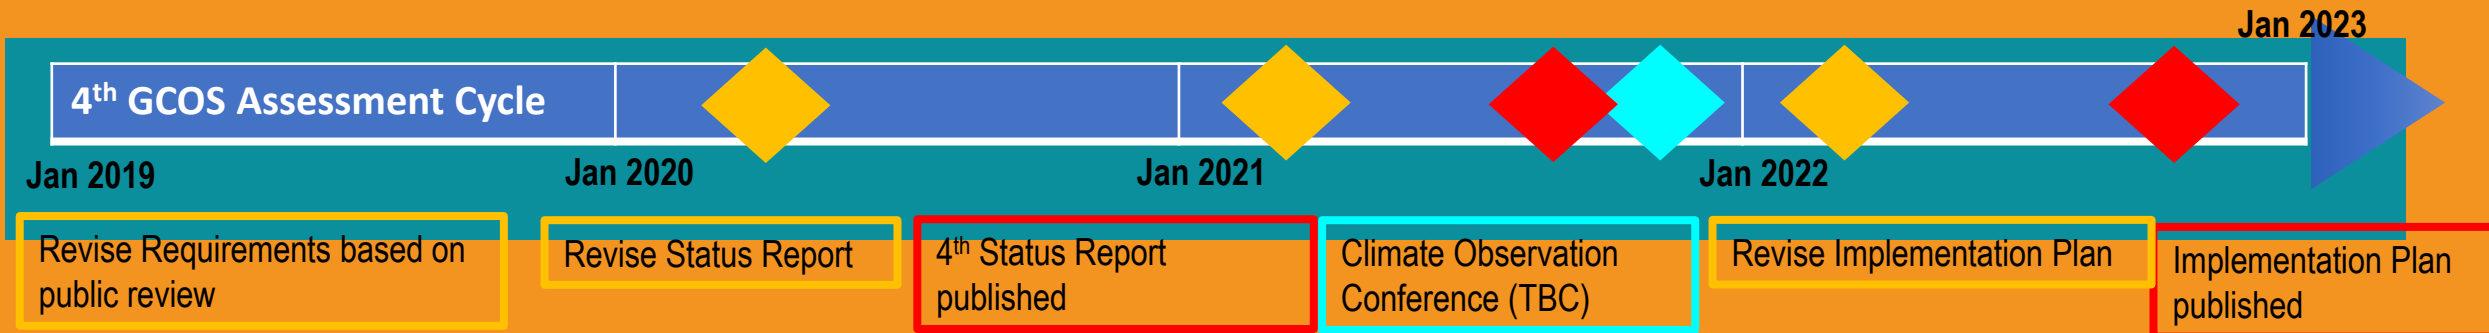 Jan 2023
4th GCOS Assessment Cycle
Jan 2019
Jan 2020
Jan 2021
Jan 2022
Revise Requirements based on
public review
Revise Status Report
4th Status Report
published
Climate Observation
Conference (TBC)
Revise Implementation Plan
Implementation Plan
published